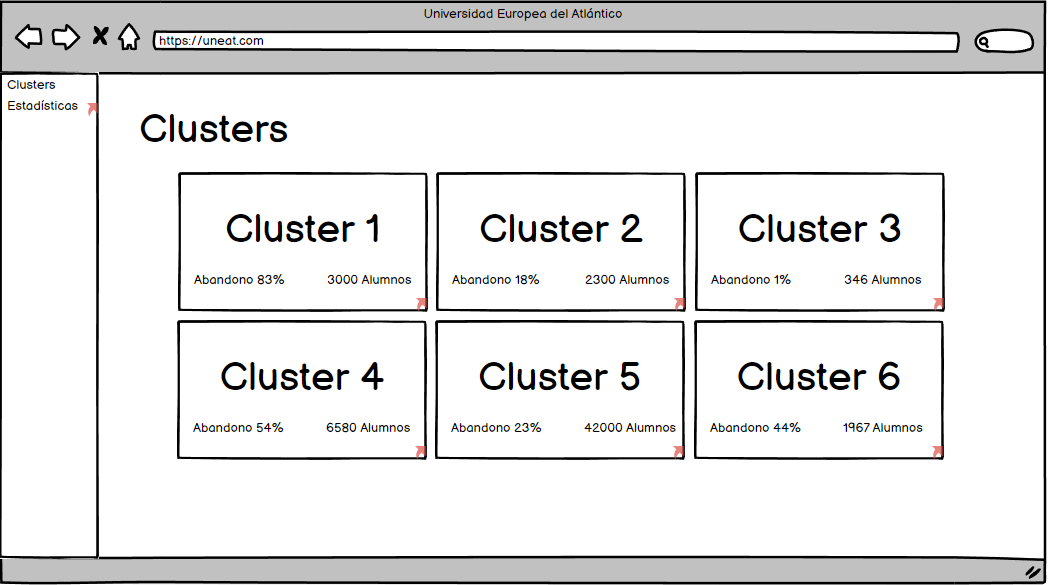 Universidad Europea del Atlántico
https://uneat.com
Clusters
Estadísticas
Clusters
Cluster 1
Abandono 83% 3000 Alumnos
Cluster 2
Abandono 18% 2300 Alumnos
Cluster 3
Abandono 1% 346 Alumnos
Cluster 4
Abandono 54% 6580 Alumnos
Cluster 5
Abandono 23% 42000 Alumnos
Cluster 6
Abandono 44% 1967 Alumnos